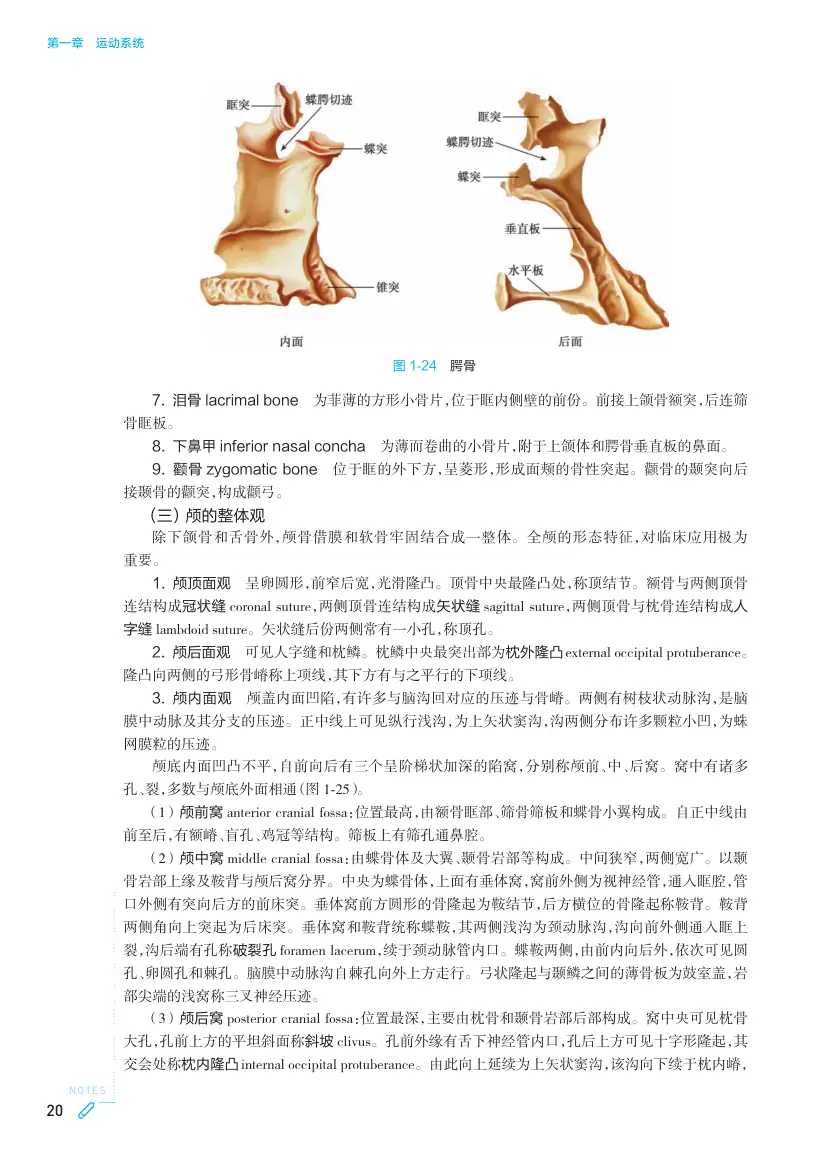 第一章 运动系统
眶突
蝶腭切迹
蝶突
锥突
内面
眶突
蝶腭切迹
蝶突
垂直板
水平板
后面
图 1-24 腭骨
7. 泪骨 lacrimal bone 为菲薄的方形小骨片,位于眶内侧壁的前份。前接上颌骨额突,后连筛
骨眶板。
8. 下鼻甲 inferior nasal concha 为薄而卷曲的小骨片,附于上颌体和腭骨垂直板的鼻面。
9. 颧骨 zygomatic bone 位于眶的外下方,呈菱形,形成面颊的骨性突起。颧骨的颞突向后
接颞骨的颧突,构成颧弓。
(三)颅的整体观
除下颌骨和舌骨外,颅骨借膜和软骨牢固结合成一整体。全颅的形态特征,对临床应用极为
重要。
1. 颅顶面观 呈卵圆形,前窄后宽,光滑隆凸。顶骨中央最隆凸处,称顶结节。额骨与两侧顶骨
连结构成冠状缝 coronal suture,两侧顶骨连结构成矢状缝 sagittal suture,两侧顶骨与枕骨连结构成人
字缝 lambdoid suture。矢状缝后份两侧常有一小孔,称顶孔。
2. 颅后面观 可见人字缝和枕鳞。枕鳞中央最突出部为枕外隆凸 external occipital protuberance。
隆凸向两侧的弓形骨嵴称上项线,其下方有与之平行的下项线。
3. 颅内面观 颅盖内面凹陷,有许多与脑沟回对应的压迹与骨嵴。两侧有树枝状动脉沟,是脑
膜中动脉及其分支的压迹。正中线上可见纵行浅沟,为上矢状窦沟,沟两侧分布许多颗粒小凹,为蛛
网膜粒的压迹。
颅底内面凹凸不平,自前向后有三个呈阶梯状加深的陷窝,分别称颅前、中、后窝。窝中有诸多
孔、裂,多数与颅底外面相通(图 1-25)。
(1)颅前窝 anterior cranial fossa:位置最高,由额骨眶部、筛骨筛板和蝶骨小翼构成。自正中线由
前至后,有额嵴、盲孔、鸡冠等结构。筛板上有筛孔通鼻腔。
(2)颅中窝 middle cranial fossa:由蝶骨体及大翼、颞骨岩部等构成。中间狭窄,两侧宽广。以颞
骨岩部上缘及鞍背与颅后窝分界。中央为蝶骨体,上面有垂体窝,窝前外侧为视神经管,通入眶腔,管
口外侧有突向后方的前床突。垂体窝前方圆形的骨隆起为鞍结节,后方横位的骨隆起称鞍背。鞍背
两侧角向上突起为后床突。垂体窝和鞍背统称蝶鞍,其两侧浅沟为颈动脉沟,沟向前外侧通入眶上
裂,沟后端有孔称破裂孔 foramen lacerum,续于颈动脉管内口。蝶鞍两侧,由前内向后外,依次可见圆
孔、卵圆孔和棘孔。脑膜中动脉沟自棘孔向外上方走行。弓状隆起与颞鳞之间的薄骨板为鼓室盖,岩
部尖端的浅窝称三叉神经压迹。
(3)颅后窝 posterior cranial fossa:位置最深,主要由枕骨和颞骨岩部后部构成。窝中央可见枕骨
大孔,孔前上方的平坦斜面称斜坡 clivus。孔前外缘有舌下神经管内口,孔后上方可见十字形隆起,其
交会处称枕内隆凸 internal occipital protuberance。由此向上延续为上矢状窦沟,该沟向下续于枕内嵴,
NOTES
20